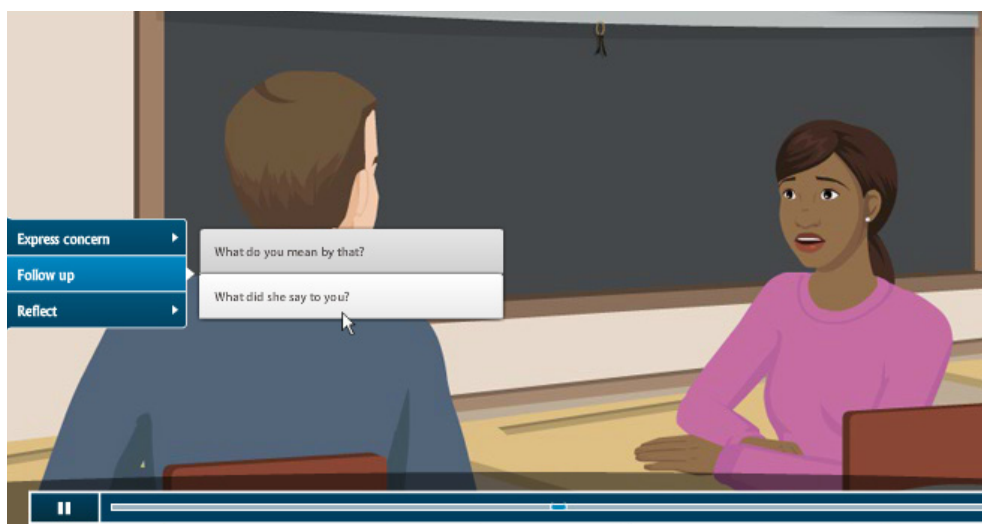 Express concern
Follow up
Reflect
What do you mean by that?
What did she say to you?